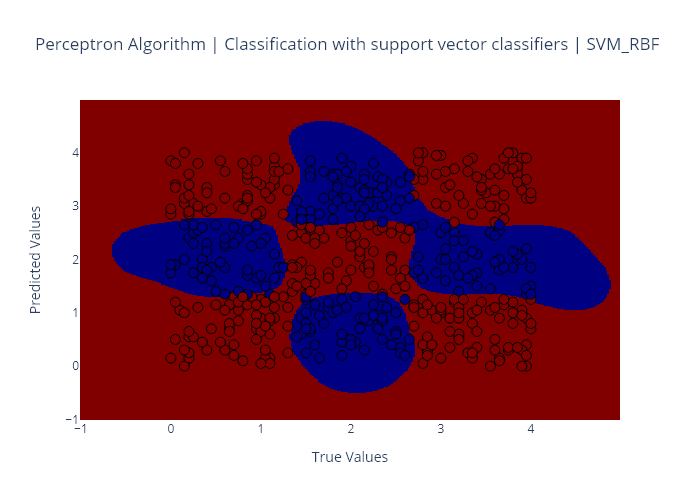 Perceptron Algorithm | Classification with support vector classifiers | SVM_RBF
4
3
2
1
0
−1
−1 0 1 2 3 4
Predicted Values
True Values